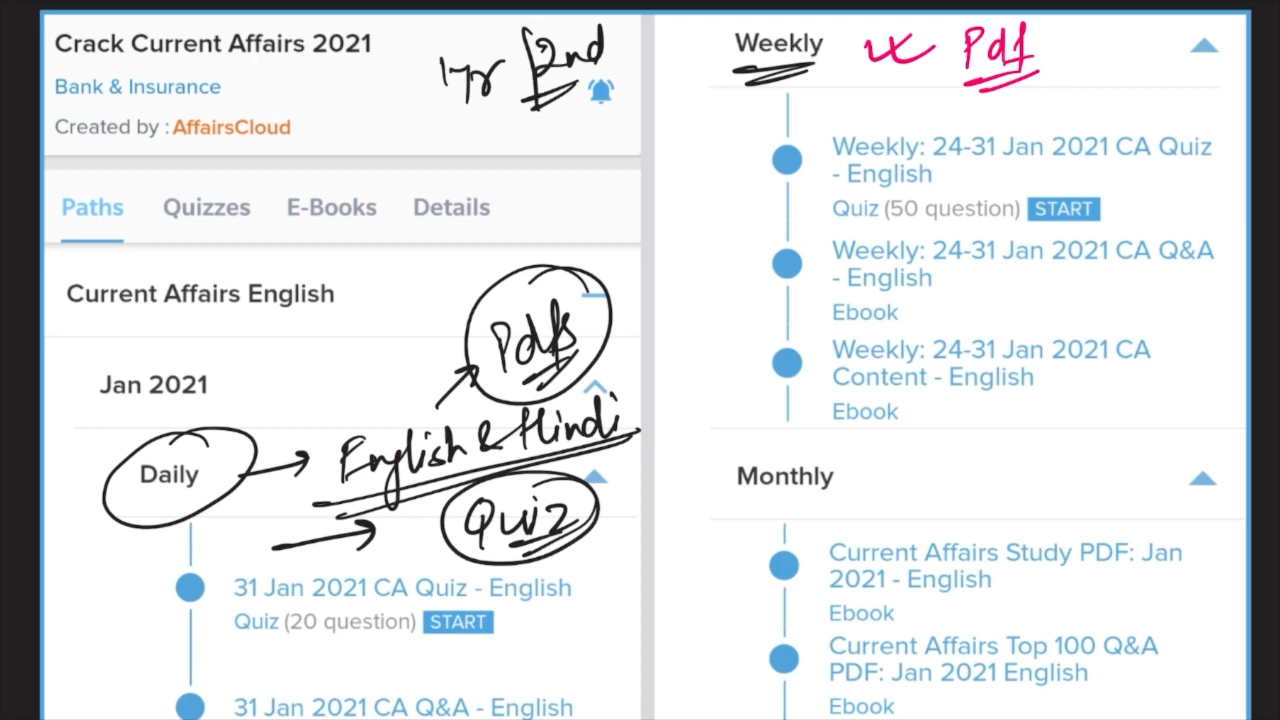 Crack Current Affairs 2021
1yr 2nd
Bank & Insurance
Created by : AffairsCloud
Paths Quizzes E-Books Details
Current Affairs English
Pdfs
Jan 2021
English & Hindi
Daily
Quiz
31 Jan 2021 CA Quiz - English
Quiz (20 question) START
31 Jan 2021 CA Q&A - English
Weekly
Pdf
Weekly: 24-31 Jan 2021 CA Quiz
- English
Quiz (50 question) START
Weekly: 24-31 Jan 2021 CA Q&A
- English
Ebook
Weekly: 24-31 Jan 2021 CA
Content - English
Ebook
Monthly
Current Affairs Study PDF: Jan
2021 - English
Ebook
Current Affairs Top 100 Q&A
PDF: Jan 2021 English
Ebook